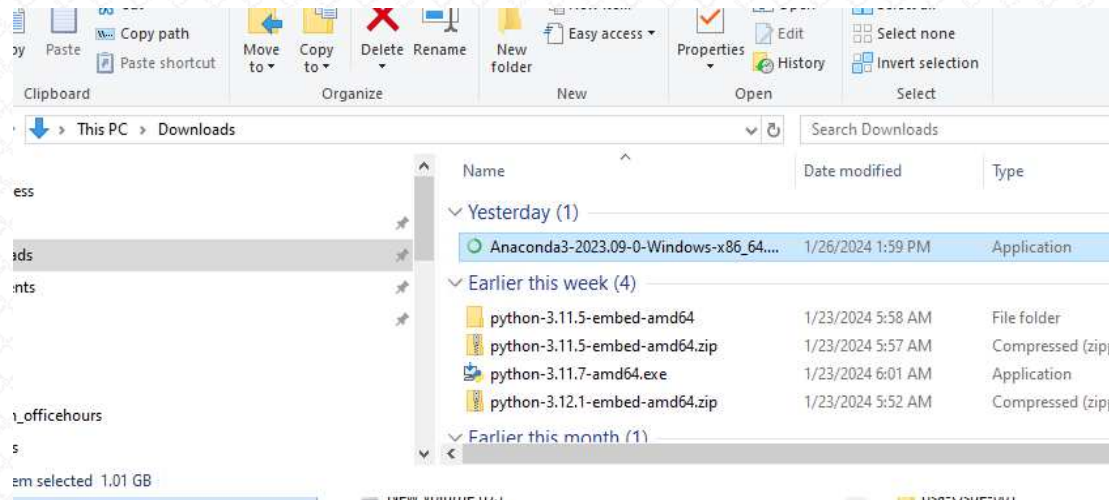 Copy path
Paste
Paste shortcut
Move to
Copy to
Delete
Rename
New folder
Easy access
Properties
Edit
History
Select none
Invert selection
Clipboard
Organize
New
Open
Select
This PC > Downloads
Search Downloads
Name
Date modified
Type
ess
Yesterday (1)
ads
Anaconda3-2023.09-0-Windows-x86_64.... 1/26/2024 1:59 PM Application
Earlier this week (4)
ents
python-3.11.5-embed-amd64 1/23/2024 5:58 AM File folder
python-3.11.5-embed-amd64.zip 1/23/2024 5:57 AM Compressed (zip
python-3.11.7-amd64.exe 1/23/2024 6:01 AM Application
python-3.12.1-embed-amd64.zip 1/23/2024 5:52 AM Compressed (zip
_officehours
Earlier this month (1)
s
em selected 1.01 GB